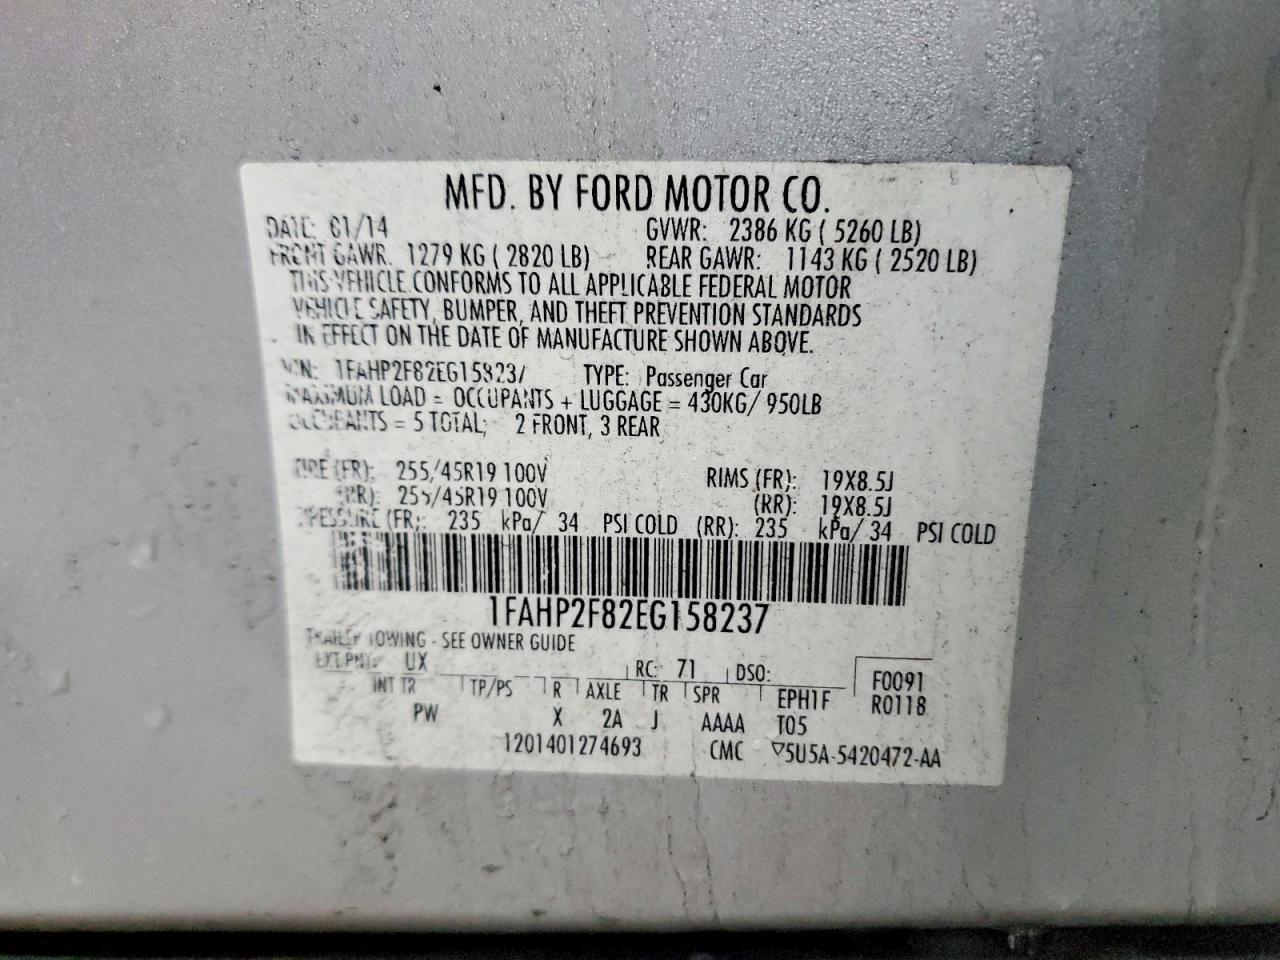 MFD. BY FORD MOTOR CO.
DATE: 01/14 GVWR: 2386 KG ( 5260 LB)
FRONT GAWR: 1279 KG ( 2820 LB) REAR GAWR: 1143 KG ( 2520 LB)
THIS VEHICLE CONFORMS TO ALL APPLICABLE FEDERAL MOTOR
VEHICLE SAFETY, BUMPER, AND THEFT PREVENTION STANDARDS
IN EFFECT ON THE DATE OF MANUFACTURE SHOWN ABOVE.
VIN: 1FAHP2F82EG158237 TYPE: Passenger Car
MAXIMUM LOAD = OCCUPANTS + LUGGAGE = 430KG/ 950LB
OCCUPANTS = 5 TOTAL; 2 FRONT, 3 REAR
TIRE (FR): 255/45R19 100V RIMS (FR): 19X8.5J
(RR): 255/45R19 100V (RR): 19X8.5J
PRESSURE (FR): 235 kPa/ 34 PSI COLD (RR): 235 kPa/ 34 PSI COLD
1FAHP2F82EG158237
TRAILER TOWING - SEE OWNER GUIDE
EXT PNT: UX RC: 71 DSO: F0091
INT TR TP/PS R AXLE TR SPR EPH1F R0118
PW X 2A J AAAA T05
1201401274693 CMC ▽5U5A-5420472-AA